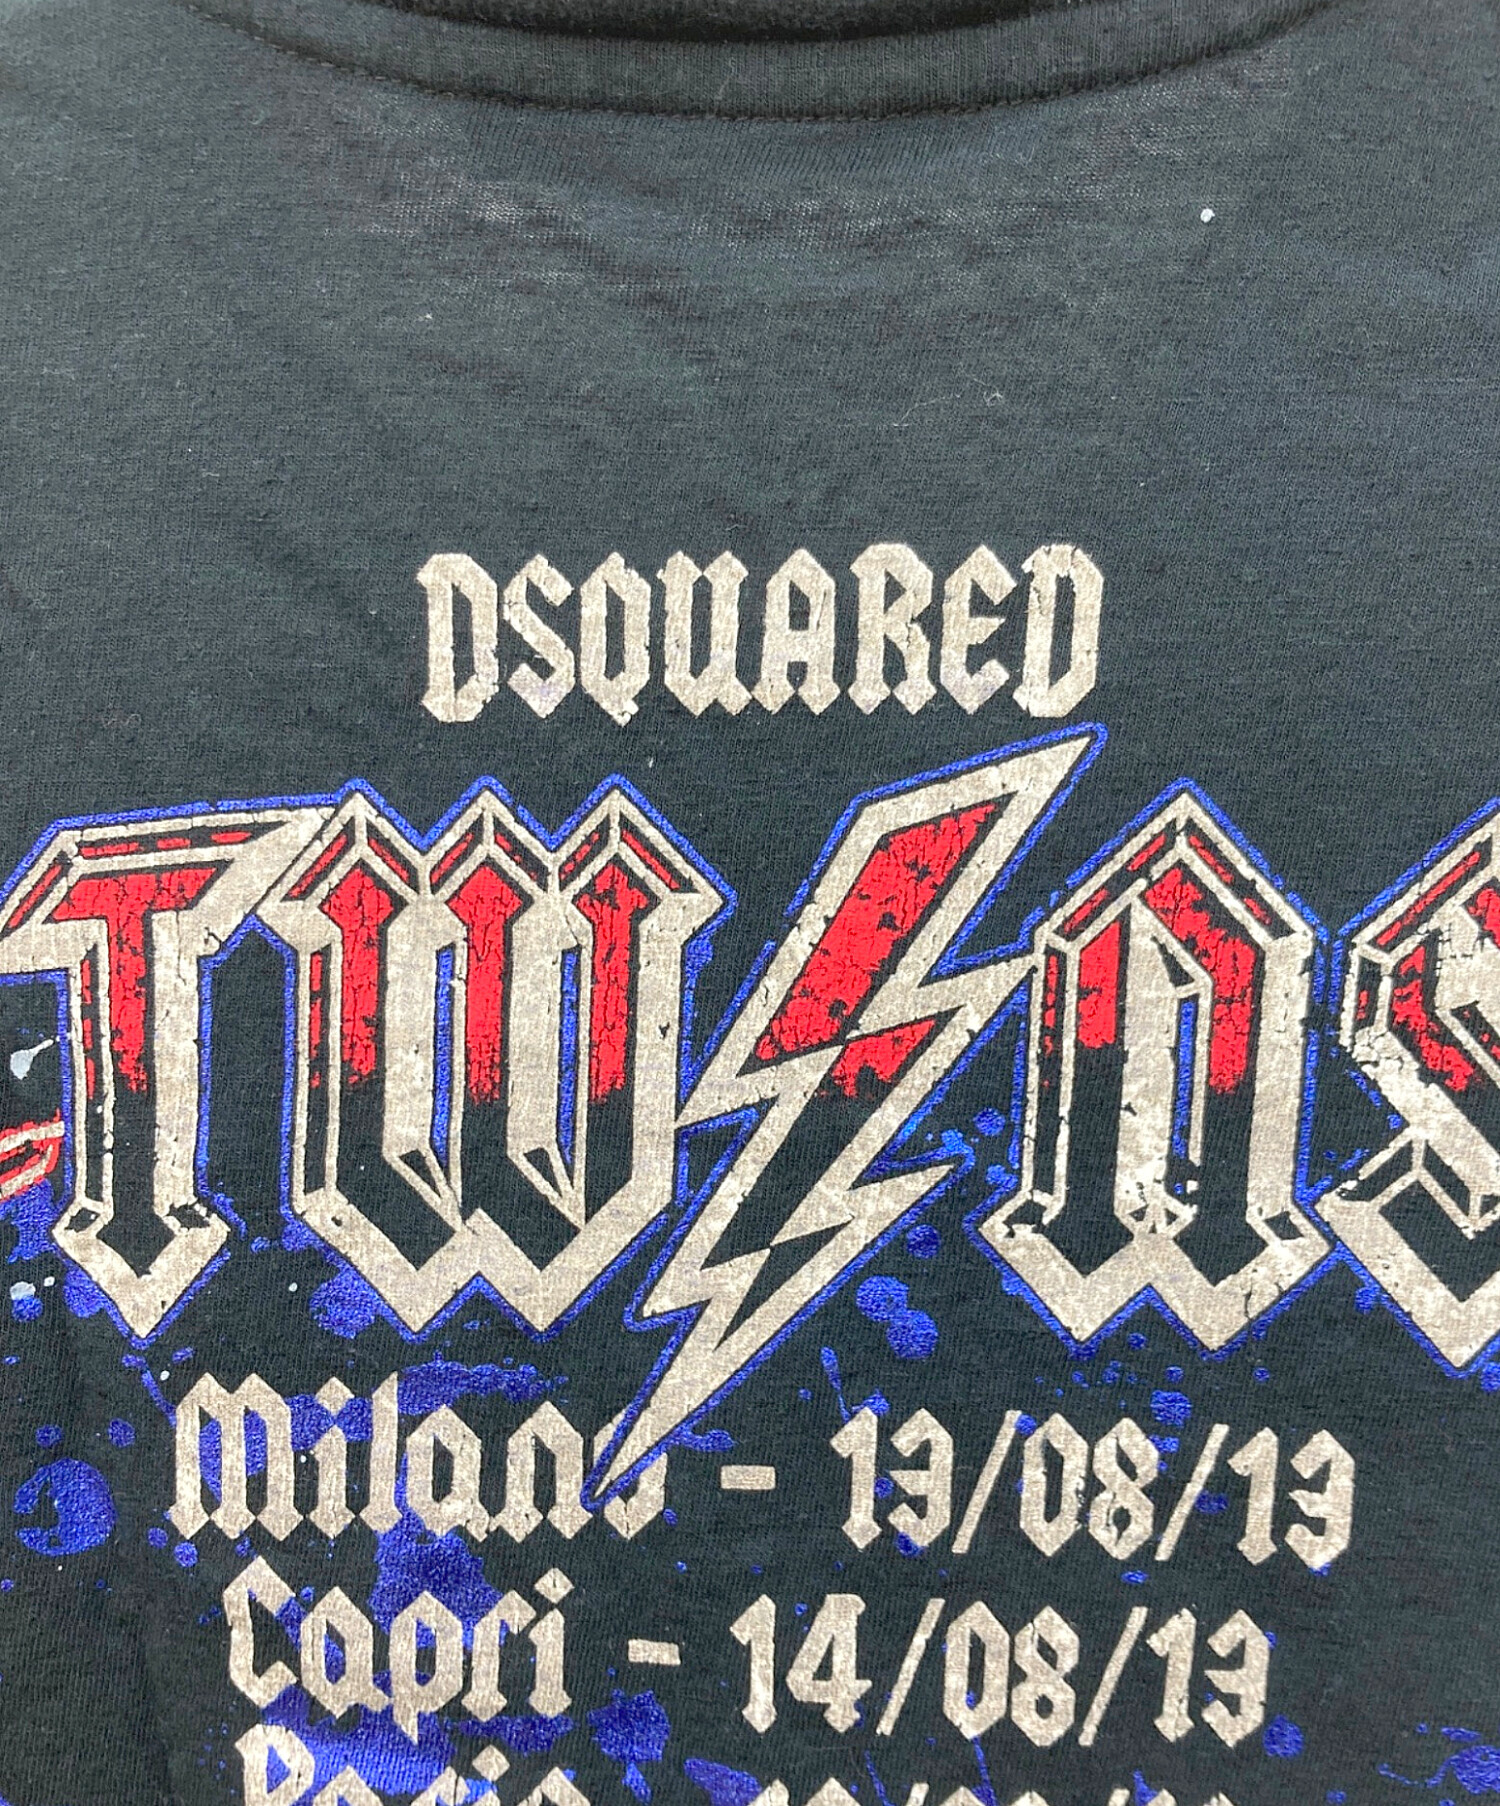 DSQUARED
TWINS
Milano - 13/08/13
Capri - 14/08/13